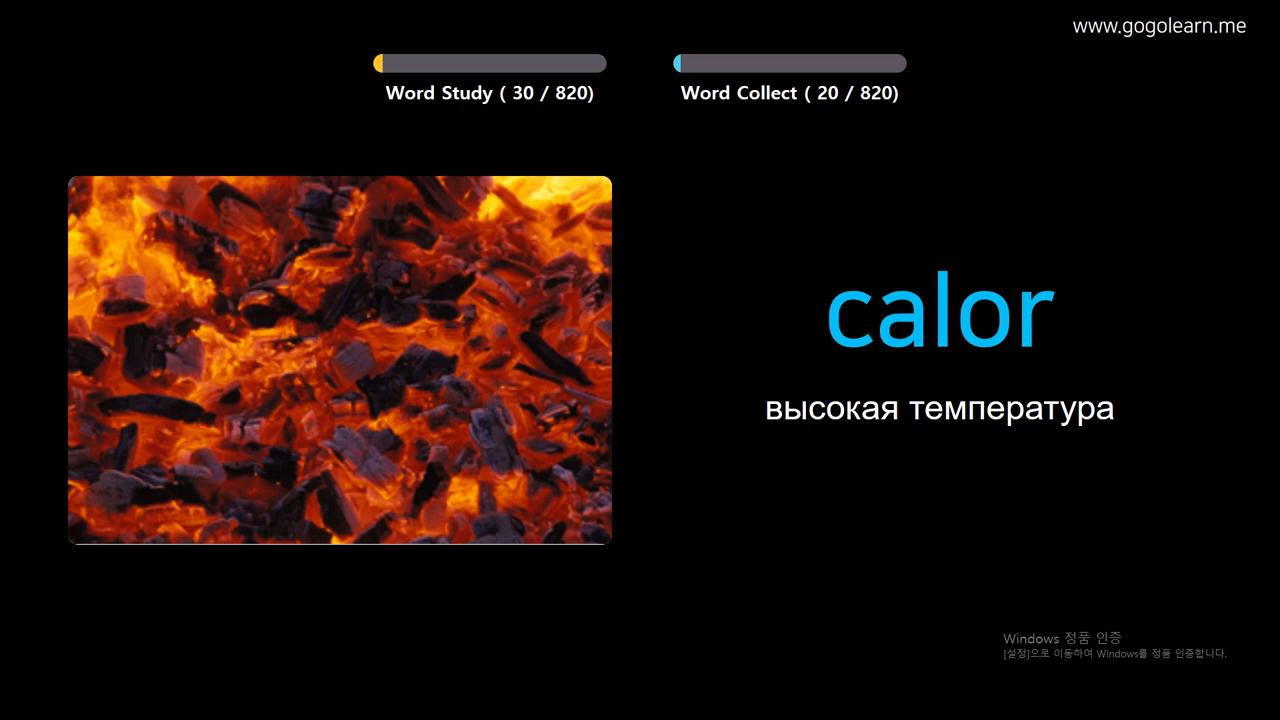 www.gogolearn.me
Word Study ( 30 / 820)
Word Collect ( 20 / 820)
calor
высокая температура
Windows 정품 인증
[설정]으로 이동하여 Windows를 정품 인증합니다.